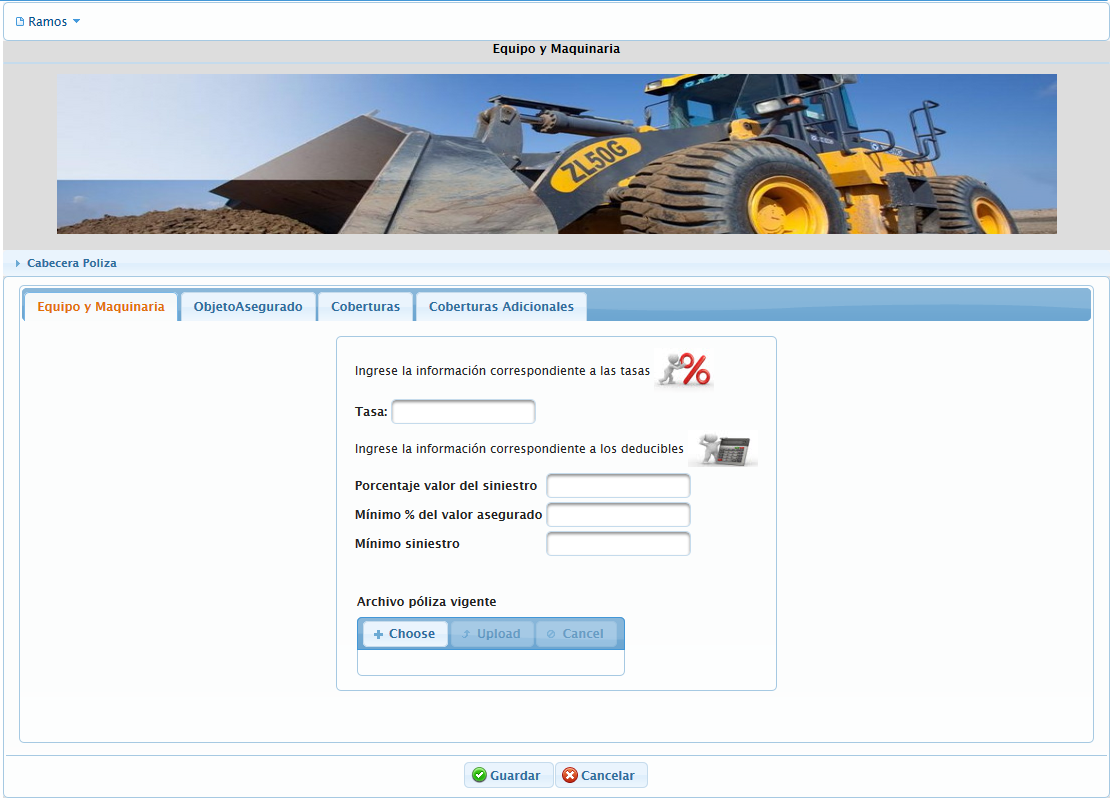 Ramos
Equipo y Maquinaria
ZL50G
Cabecera Poliza
Equipo y Maquinaria ObjetoAsegurado Coberturas Coberturas Adicionales
Ingrese la información correspondiente a las tasas
%
Tasa:
Ingrese la información correspondiente a los deducibles
Porcentaje valor del siniestro
Mínimo % del valor asegurado
Mínimo siniestro
Archivo póliza vigente
Choose Upload Cancel
Guardar Cancelar